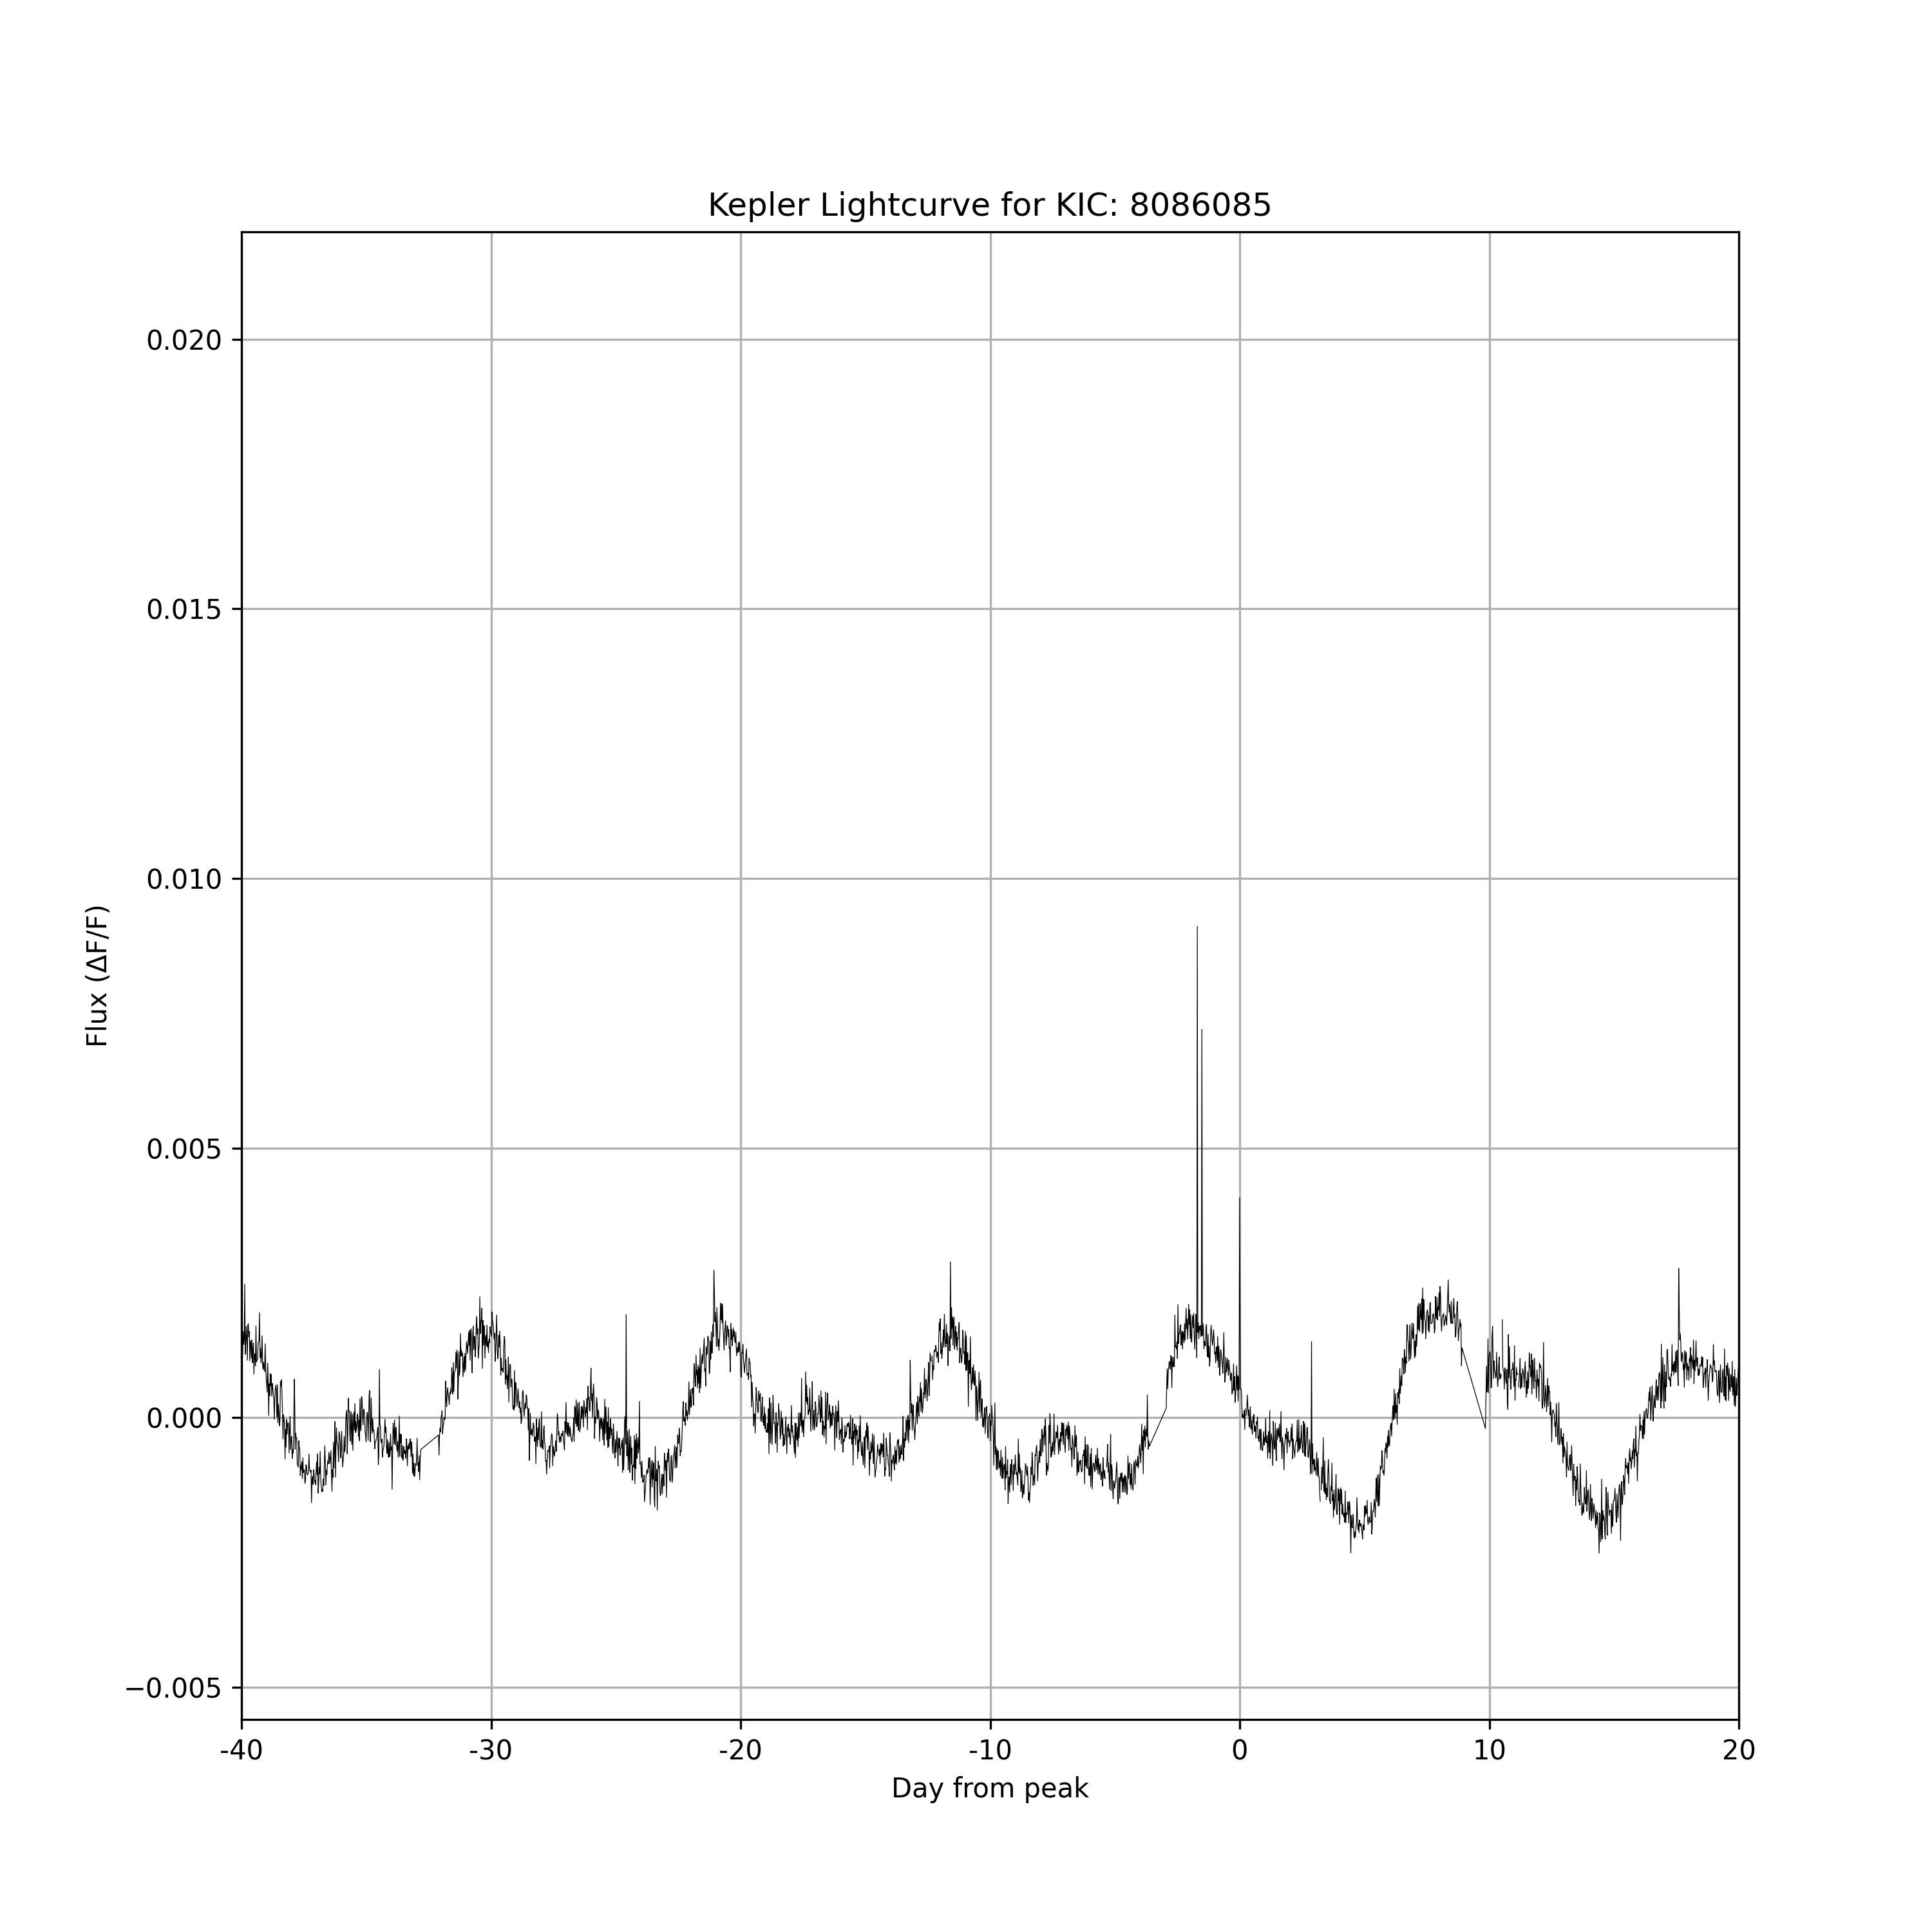 Kepler Lightcurve for KIC: 8086085
0.020
0.015
0.010
0.005
0.000
−0.005
Flux (ΔF/F)
-40 -30 -20 -10 0 10 20
Day from peak